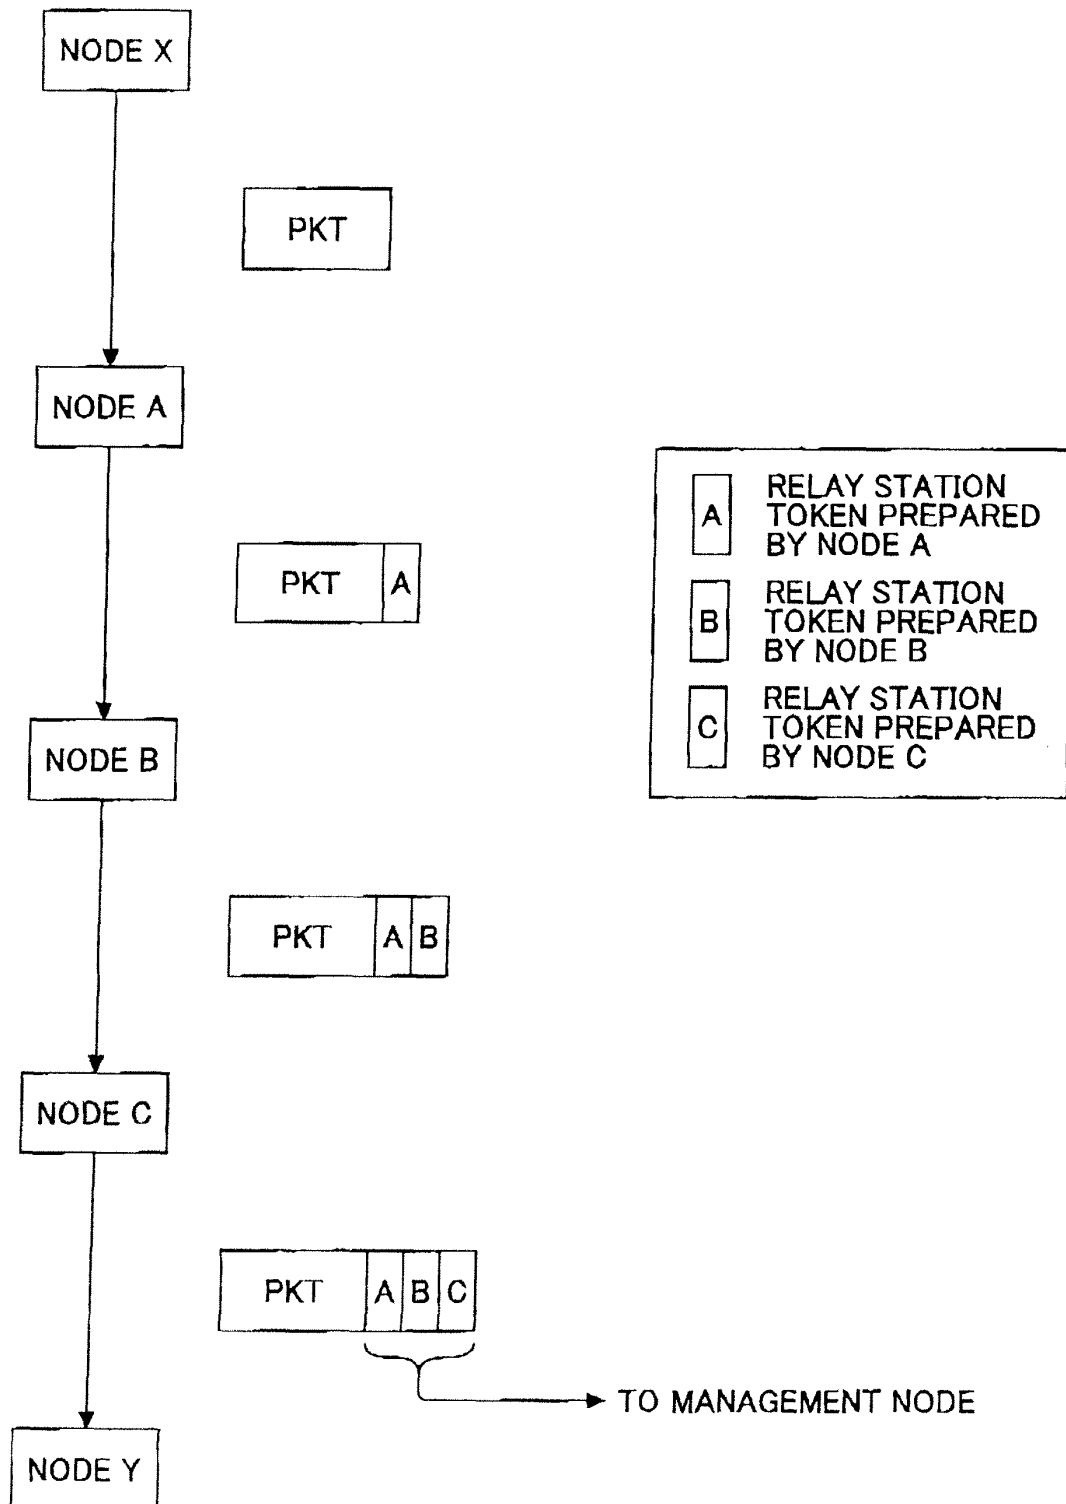 NODE X
PKT
NODE A
PKT A
A RELAY STATION
TOKEN PREPARED
BY NODE A
B RELAY STATION
TOKEN PREPARED
BY NODE B
C RELAY STATION
TOKEN PREPARED
BY NODE C
NODE B
PKT A B
NODE C
PKT A B C
TO MANAGEMENT NODE
NODE Y